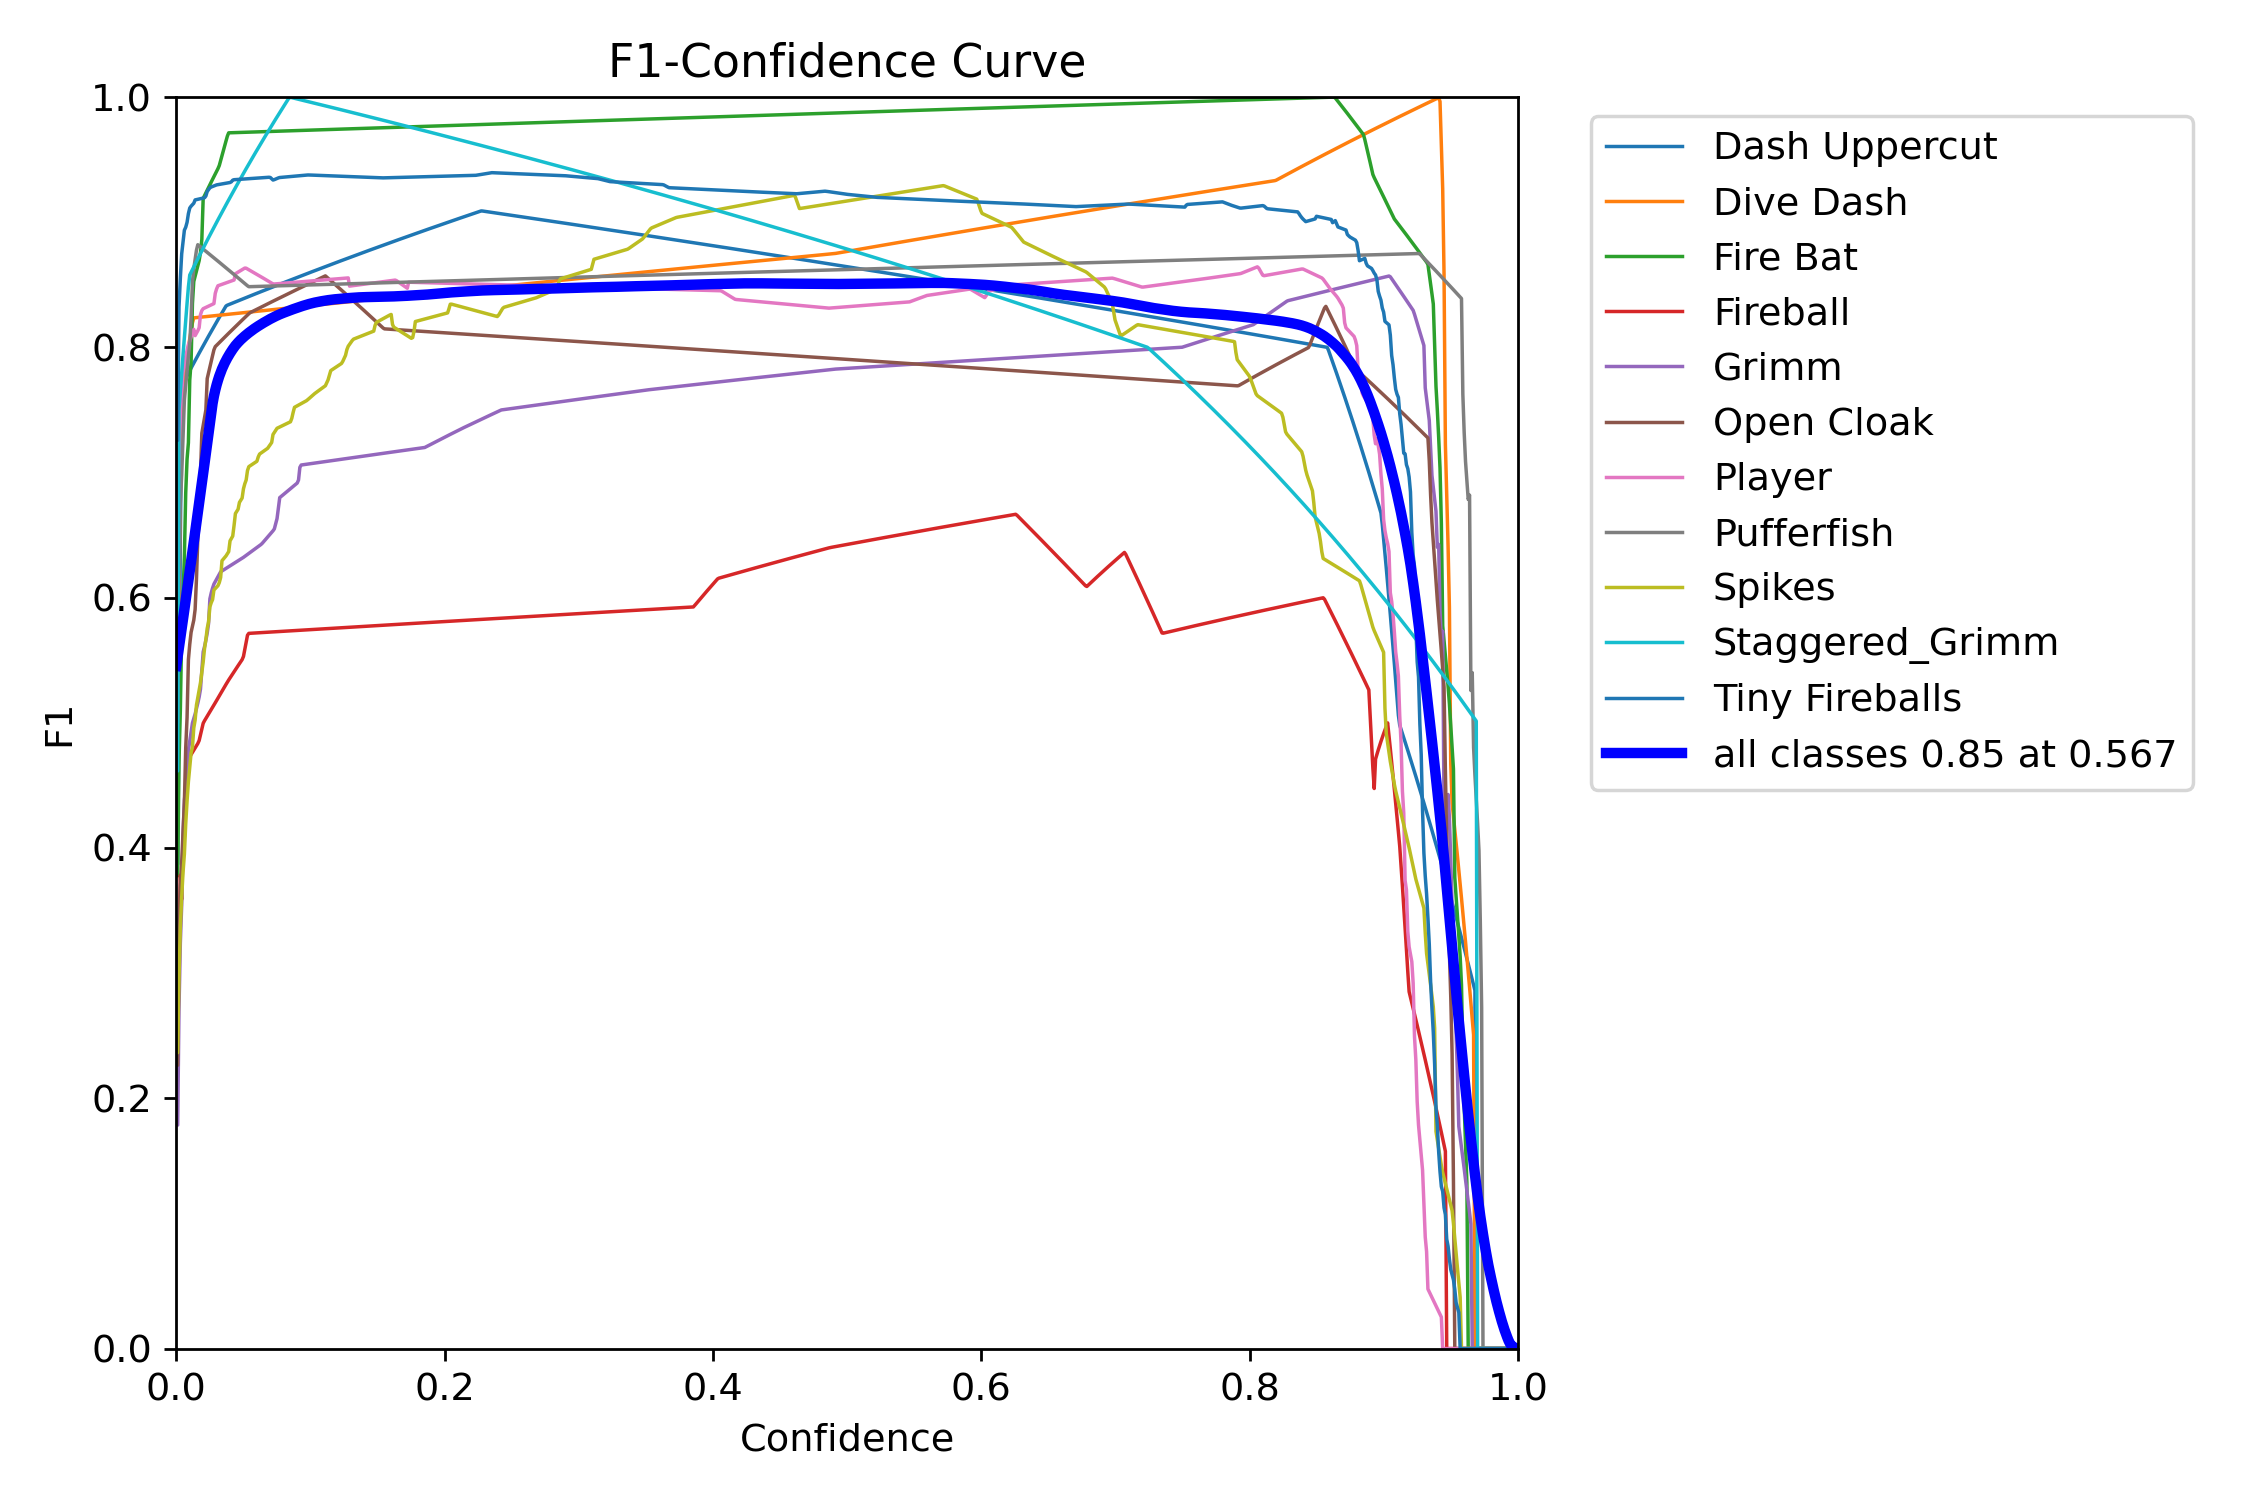 F1-Confidence Curve
1.0
0.8
0.6
0.4
0.2
0.0
F1
0.0 0.2 0.4 0.6 0.8 1.0
Confidence
Dash Uppercut
Dive Dash
Fire Bat
Fireball
Grimm
Open Cloak
Player
Pufferfish
Spikes
Staggered_Grimm
Tiny Fireballs
all classes 0.85 at 0.567